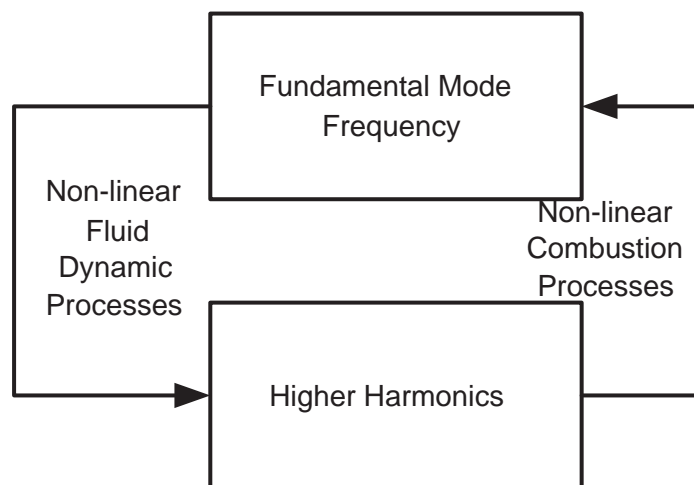 Fundamental Mode
Frequency
Non-linear
Fluid
Dynamic
Processes
Non-linear
Combustion
Processes
Higher Harmonics